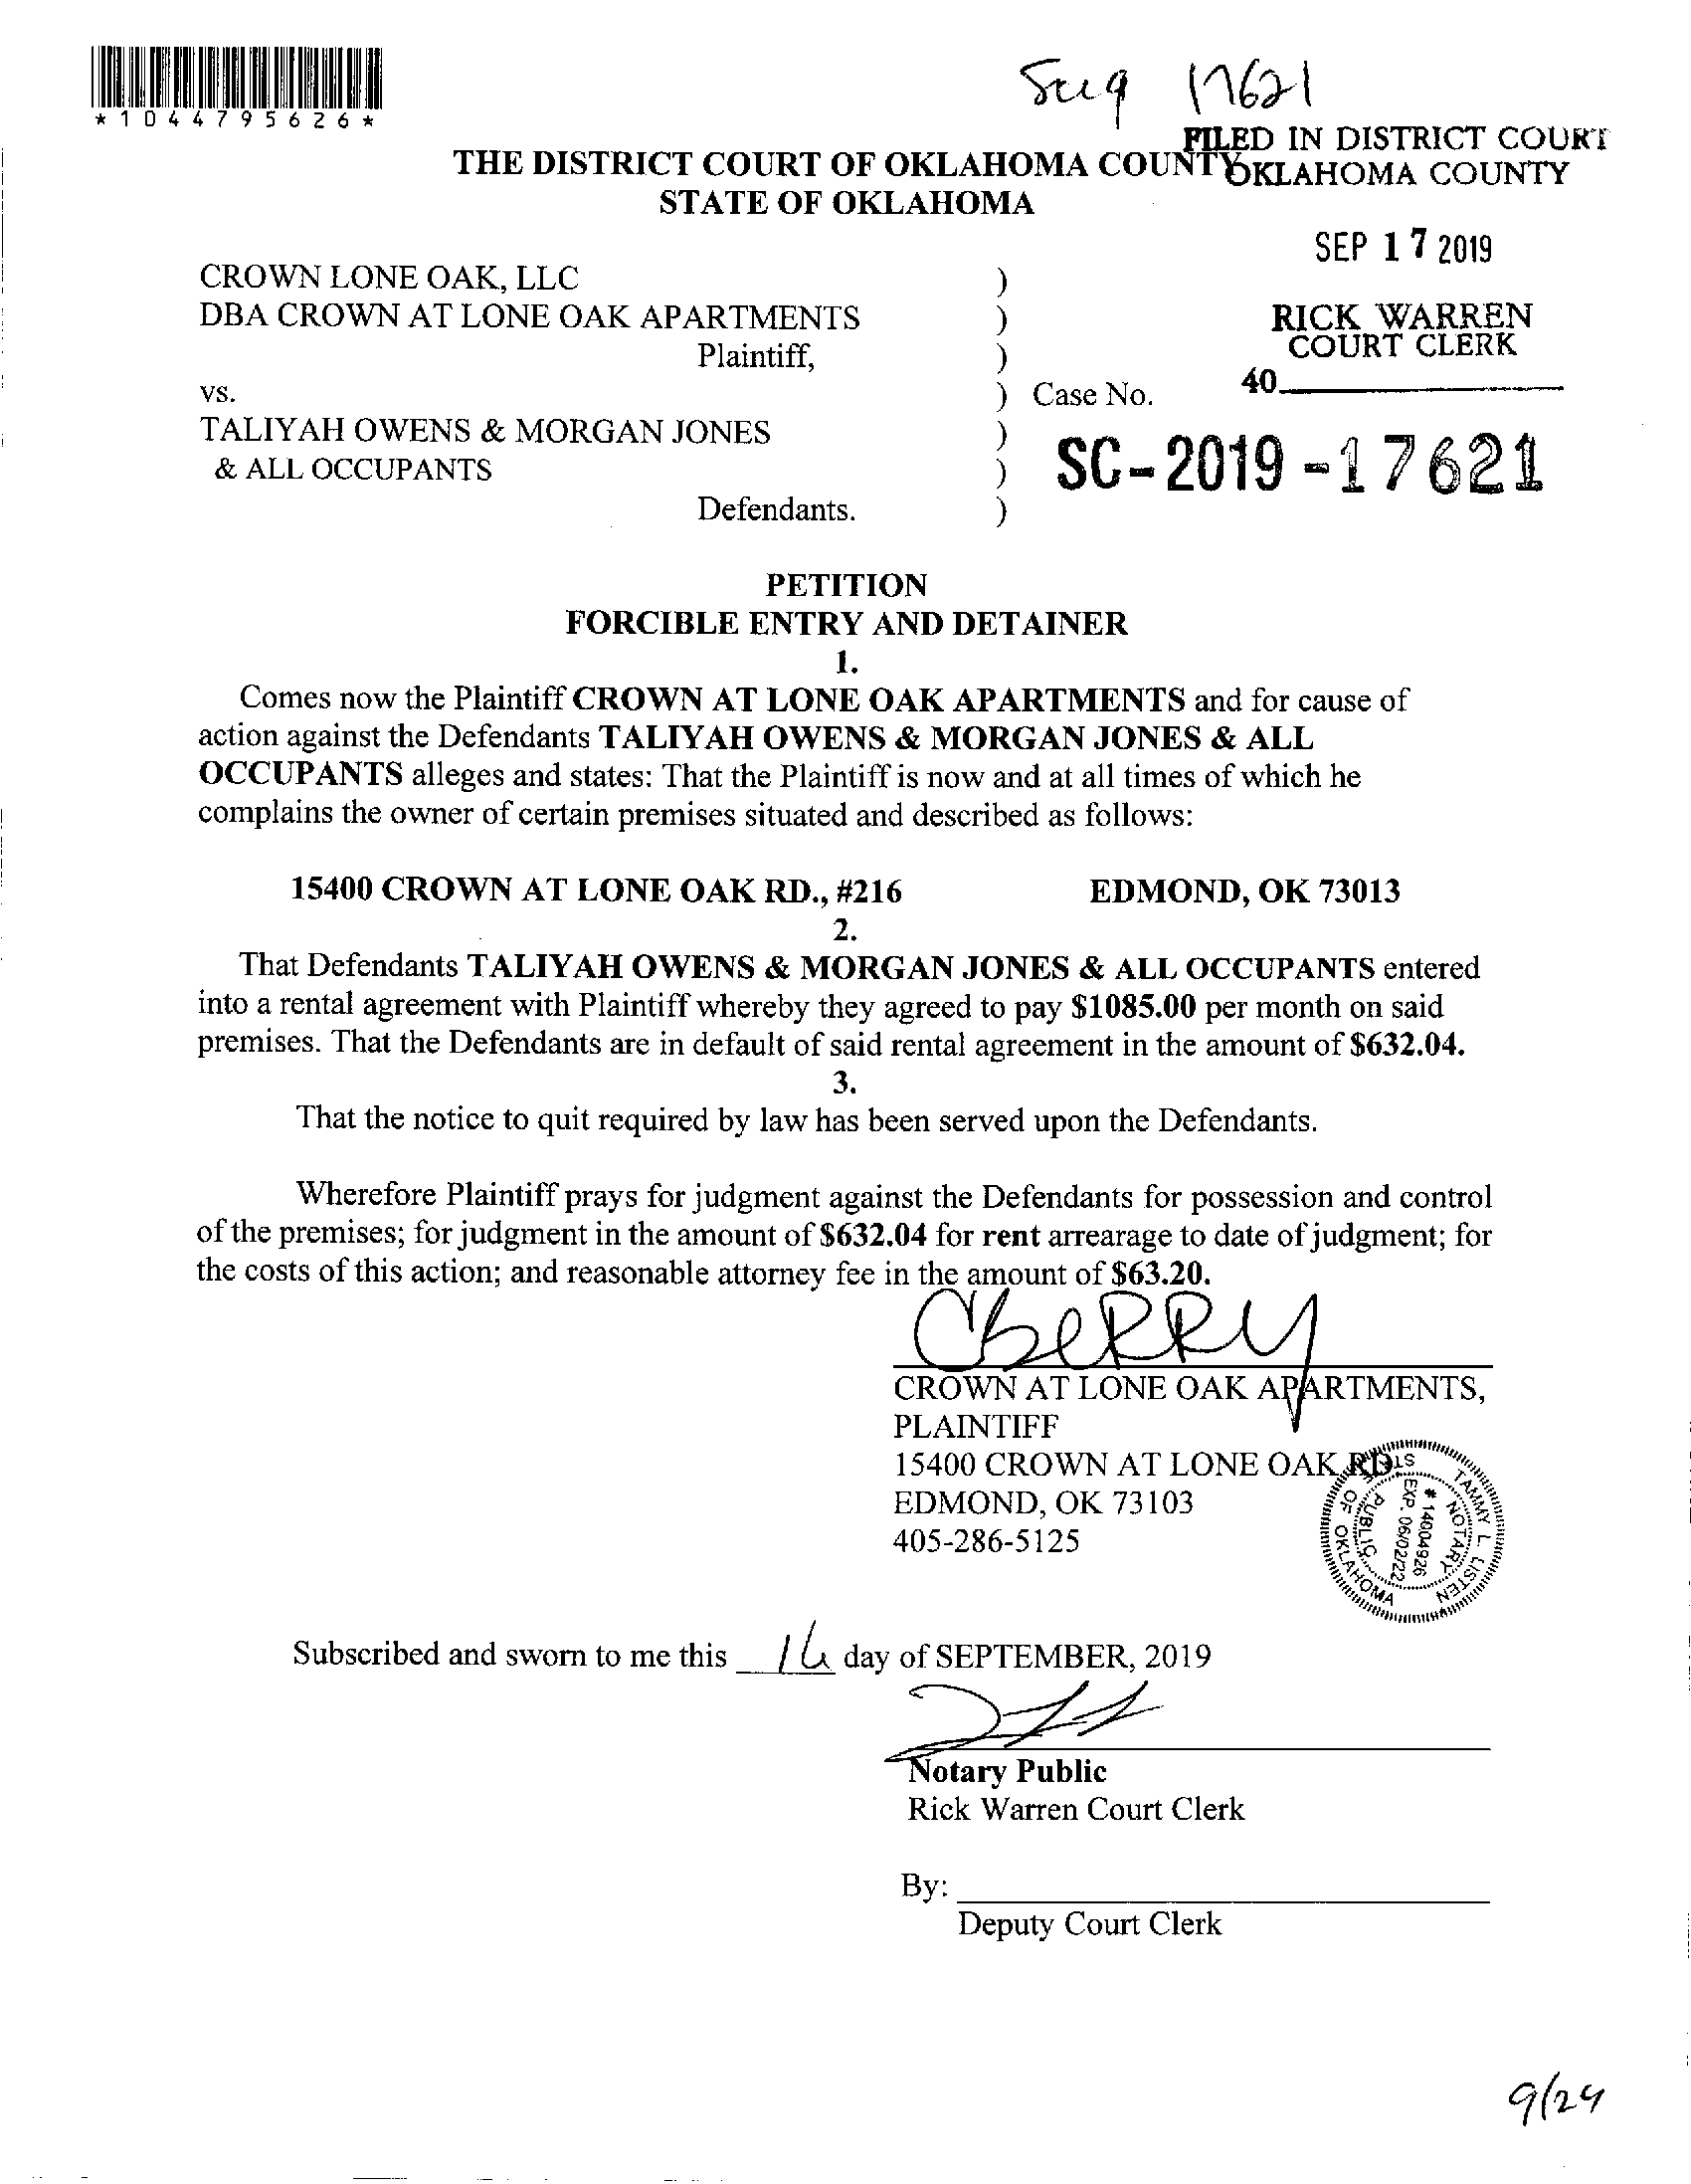 *1044795626*
SC19 17621
FILED IN DISTRICT COURT
OKLAHOMA COUNTY
THE DISTRICT COURT OF OKLAHOMA COUNTY
STATE OF OKLAHOMA
SEP 17 2019
RICK WARREN
COURT CLERK
40
CROWN LONE OAK, LLC )
DBA CROWN AT LONE OAK APARTMENTS )
Plaintiff, )
vs. ) Case No.
TALIYAH OWENS & MORGAN JONES )
& ALL OCCUPANTS ) SC-2019-17621
Defendants. )
PETITION
FORCIBLE ENTRY AND DETAINER
1.
Comes now the Plaintiff CROWN AT LONE OAK APARTMENTS and for cause of
action against the Defendants TALIYAH OWENS & MORGAN JONES & ALL
OCCUPANTS alleges and states: That the Plaintiff is now and at all times of which he
complains the owner of certain premises situated and described as follows:
15400 CROWN AT LONE OAK RD., #216 EDMOND, OK 73013
2.
That Defendants TALIYAH OWENS & MORGAN JONES & ALL OCCUPANTS entered
into a rental agreement with Plaintiff whereby they agreed to pay $1085.00 per month on said
premises. That the Defendants are in default of said rental agreement in the amount of $632.04.
3.
That the notice to quit required by law has been served upon the Defendants.
Wherefore Plaintiff prays for judgment against the Defendants for possession and control
of the premises; for judgment in the amount of $632.04 for rent arrearage to date of judgment; for
the costs of this action; and reasonable attorney fee in the amount of $63.20.
CBeRRy
CROWN AT LONE OAK APARTMENTS,
PLAINTIFF
15400 CROWN AT LONE OAK RD.
EDMOND, OK 73103
405-286-5125
TAMMY L. LISTEN
NOTARY
# 14004926
EXP. 06/02/22
PUBLIC
OF OKLAHOMA
Subscribed and sworn to me this 16 day of SEPTEMBER, 2019
Notary Public
Rick Warren Court Clerk
By:
Deputy Court Clerk
9/24